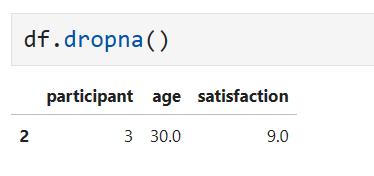 df.dropna()
participant age satisfaction
2 3 30.0 9.0